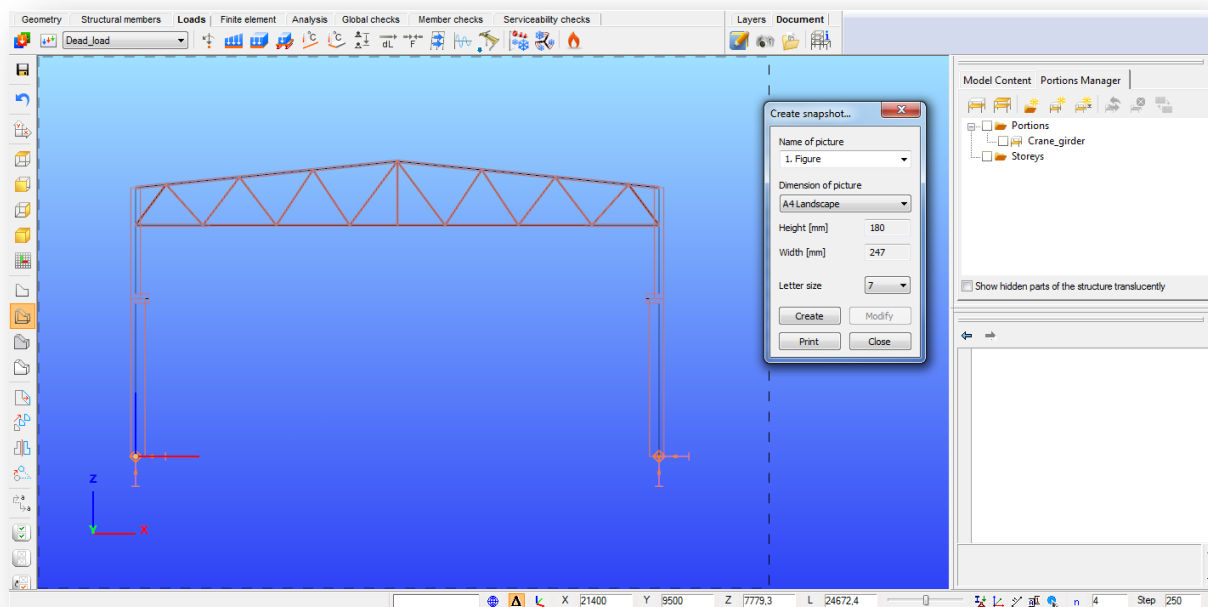 Geometry Structural members Loads Finite element Analysis Global checks Member checks Serviceability checks Layers Document
Dead_load
Model Content Portions Manager
Portions
Crane_girder
Storeys
Show hidden parts of the structure translucently
Create snapshot...
Name of picture
1. Figure
Dimension of picture
A4 Landscape
Height [mm] 180
Width [mm] 247
Letter size 7
Create Modify
Print Close
Z
Y X
X 21400 Y 9500 Z 7779,3 L 24672,4 n 4 Step 250